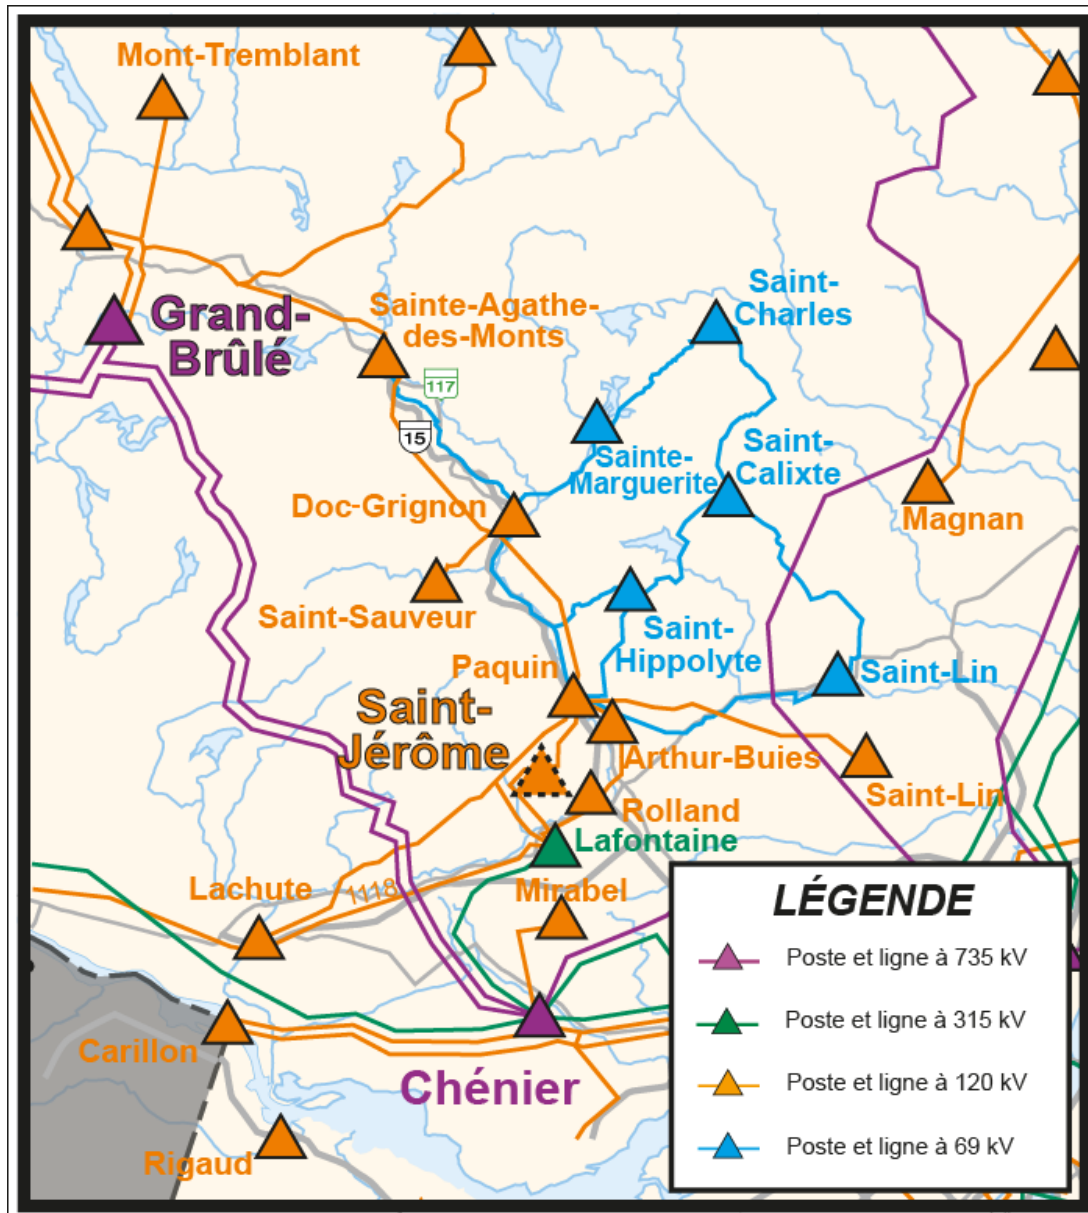 Mont-Tremblant
Grand-
Brûlé
Sainte-Agathe-
des-Monts
Saint-
Charles
117
15
Sainte-
Marguerite
Saint-
Calixte
Doc-Grignon
Magnan
Saint-Sauveur
Saint-
Hippolyte
Paquin
Saint-Lin
Saint-
Jérôme
Arthur-Buies
Saint-Lin
Rolland
Lafontaine
Lachute
1118
Mirabel
Carillon
Chénier
Rigaud
LÉGENDE
Poste et ligne à 735 kV
Poste et ligne à 315 kV
Poste et ligne à 120 kV
Poste et ligne à 69 kV